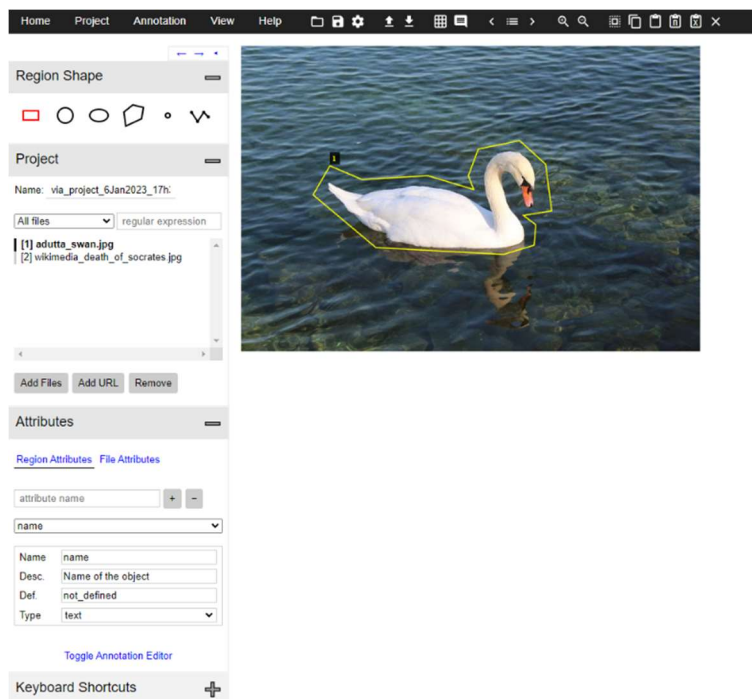 Home Project Annotation View Help
Region Shape
Project
Name: via_project_6Jan2023_17h:
All files regular expression
[1] adutta_swan.jpg
[2] wikimedia_death_of_socrates.jpg
Add Files Add URL Remove
Attributes
Region Attributes File Attributes
attribute name + −
name
Name name
Desc. Name of the object
Def. not_defined
Type text
Toggle Annotation Editor
Keyboard Shortcuts
1